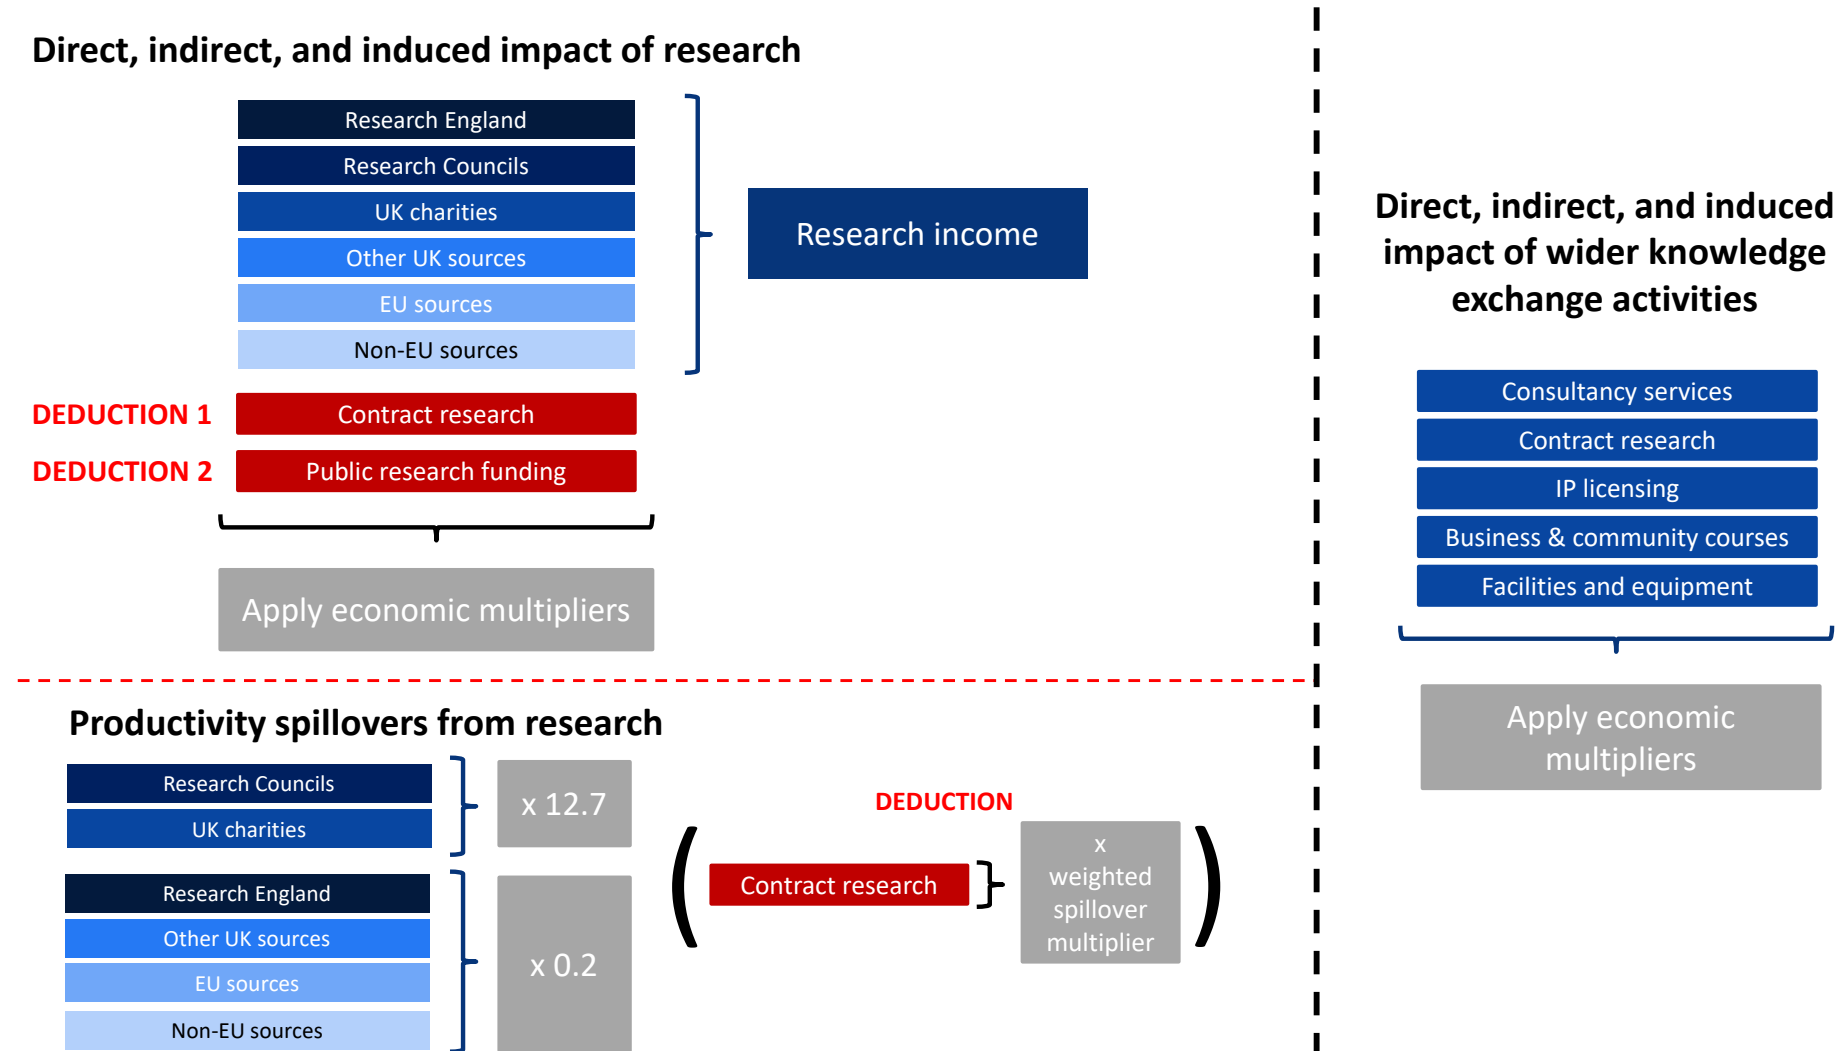 Direct, indirect, and induced impact of research
Research England
Research Councils
UK charities
Other UK sources
EU sources
Non-EU sources
Research income
DEDUCTION 1
Contract research
DEDUCTION 2
Public research funding
Apply economic multipliers
Productivity spillovers from research
Research Councils
UK charities
x 12.7
Research England
Other UK sources
EU sources
Non-EU sources
x 0.2
DEDUCTION
(
Contract research
x
weighted
spillover
multiplier
)
Direct, indirect, and induced
impact of wider knowledge
exchange activities
Consultancy services
Contract research
IP licensing
Business & community courses
Facilities and equipment
Apply economic
multipliers